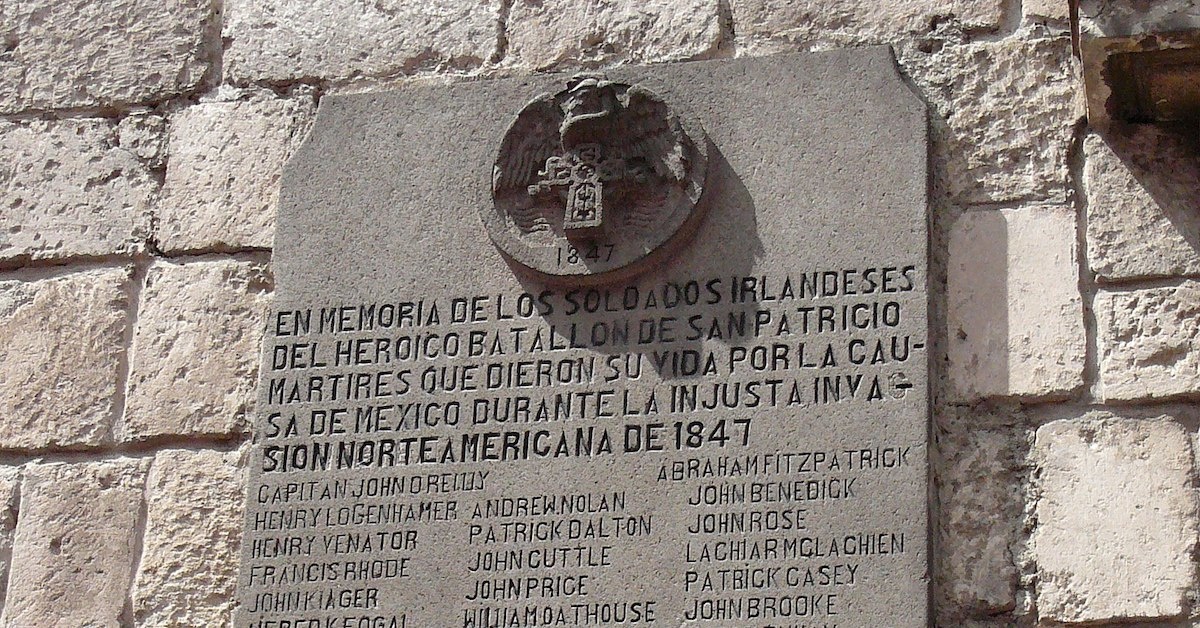 1847
EN MEMORIA DE LOS SOLDADOS IRLANDESES
DEL HEROICO BATALLON DE SAN PATRICIO
MARTIRES QUE DIERON SU VIDA POR LA CAU-
SA DE MEXICO DURANTE LA INJUSTA INVA-
SION NORTEAMERICANA DE 1847
CAPITAN JOHN O REILLY
HENRY LOGENHAMER
HENRY VENATOR
FRANCIS RHODE
JOHN KLAGER
ANDREW NOLAN
PATRICK DALTON
JOHN CUTTLE
JOHN PRICE
WILLIAM OATHOUSE
ABRAHAM FITZPATRICK
JOHN BENEDICK
JOHN ROSE
LACHIAR MCLACHIEN
PATRICK CASEY
JOHN BROOKE